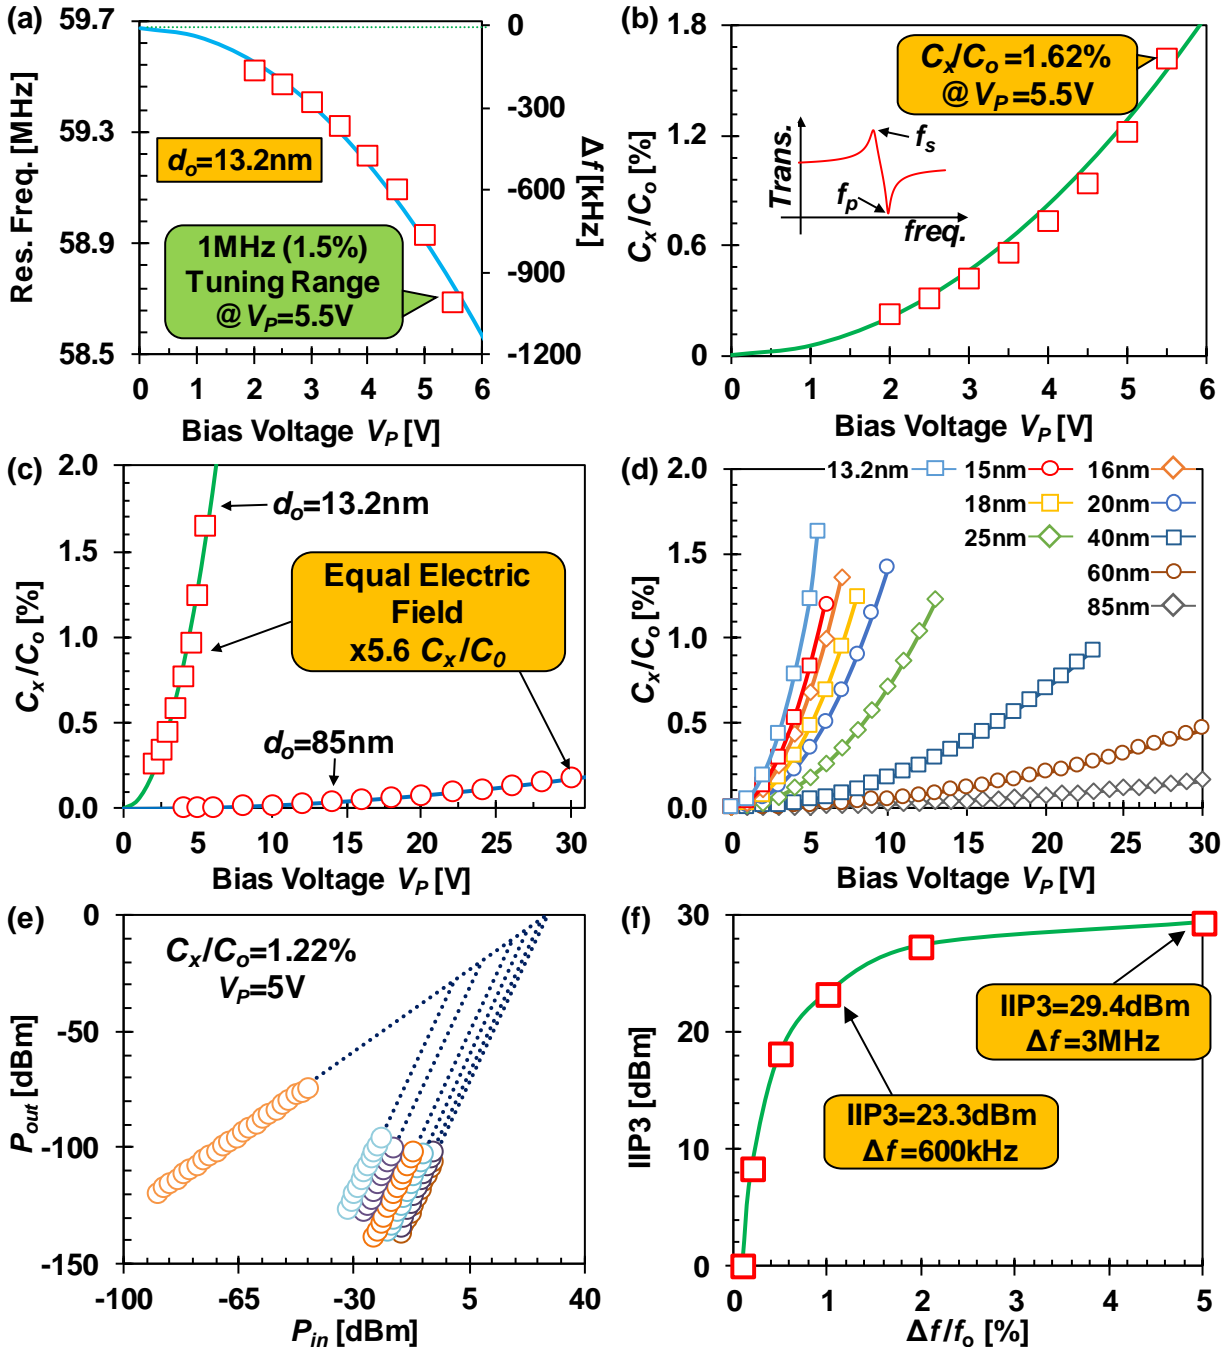 (a)
59.7
59.3
58.9
58.5
Res. Freq. [MHz]
0
-300
-600
-900
-1200
Δf [kHz]
d_o=13.2nm
1MHz (1.5%)
Tuning Range
@ V_P=5.5V
0 1 2 3 4 5 6
Bias Voltage V_P [V]
(b)
1.8
1.2
0.6
0
C_x/C_o [%]
C_x/C_o=1.62%
@ V_P=5.5V
Trans.
f_s
f_p
freq.
0 1 2 3 4 5 6
Bias Voltage V_P [V]
(c)
2.0
1.5
1.0
0.5
0.0
C_x/C_o [%]
d_o=13.2nm
Equal Electric
Field
x5.6 C_x/C_0
d_o=85nm
0 5 10 15 20 25 30
Bias Voltage V_P [V]
(d)
2.0
1.5
1.0
0.5
0.0
C_x/C_o [%]
13.2nm 15nm 16nm
18nm 20nm
25nm 40nm
60nm
85nm
0 5 10 15 20 25 30
Bias Voltage V_P [V]
(e)
0
-50
-100
-150
P_out [dBm]
C_x/C_o=1.22%
V_P=5V
-100 -65 -30 5 40
P_in [dBm]
(f)
30
20
10
0
IIP3 [dBm]
IIP3=29.4dBm
Δf=3MHz
IIP3=23.3dBm
Δf=600kHz
0 1 2 3 4 5
Δf/f_o [%]